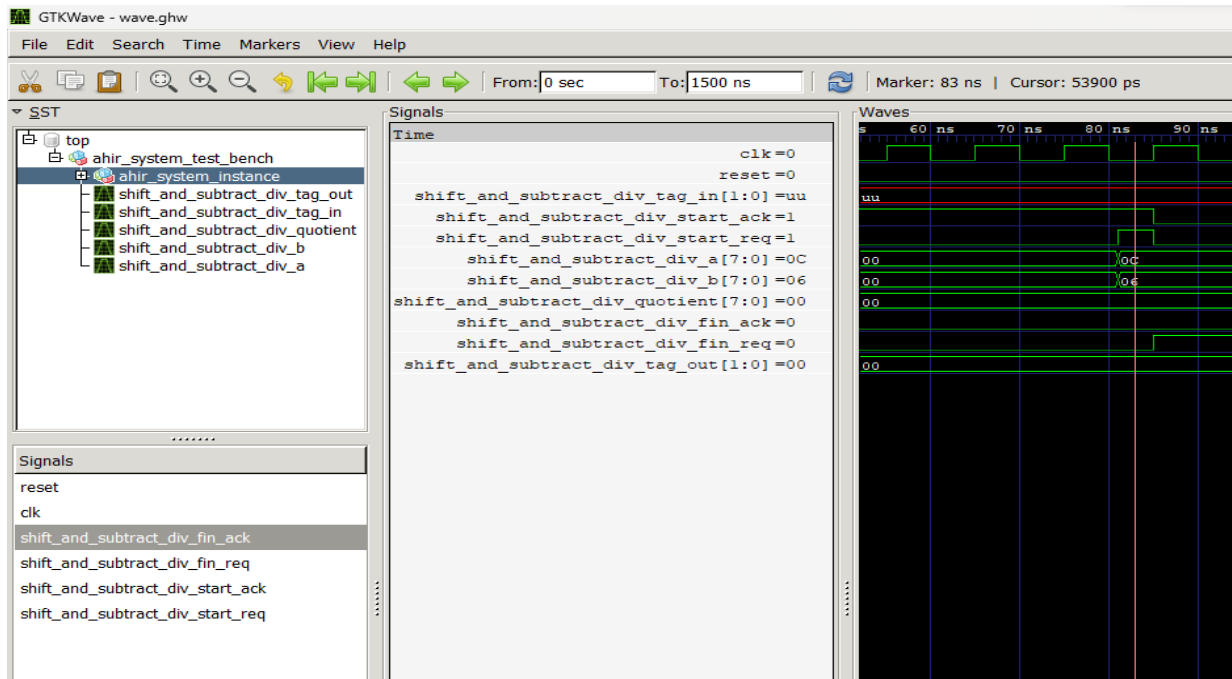 GTKWave - wave.ghw
File Edit Search Time Markers View Help
From: 0 sec To: 1500 ns Marker: 83 ns | Cursor: 53900 ps
SST
top
ahir_system_test_bench
ahir_system_instance
shift_and_subtract_div_tag_out
shift_and_subtract_div_tag_in
shift_and_subtract_div_quotient
shift_and_subtract_div_b
shift_and_subtract_div_a
Signals
reset
clk
shift_and_subtract_div_fin_ack
shift_and_subtract_div_fin_req
shift_and_subtract_div_start_ack
shift_and_subtract_div_start_req
Signals
Time
clk=0
reset=0
shift_and_subtract_div_tag_in[1:0]=uu
shift_and_subtract_div_start_ack=1
shift_and_subtract_div_start_req=1
shift_and_subtract_div_a[7:0]=0C
shift_and_subtract_div_b[7:0]=06
shift_and_subtract_div_quotient[7:0]=00
shift_and_subtract_div_fin_ack=0
shift_and_subtract_div_fin_req=0
shift_and_subtract_div_tag_out[1:0]=00
Waves
s 60 ns 70 ns 80 ns 90 ns
uu
00 0C
00 06
00
00